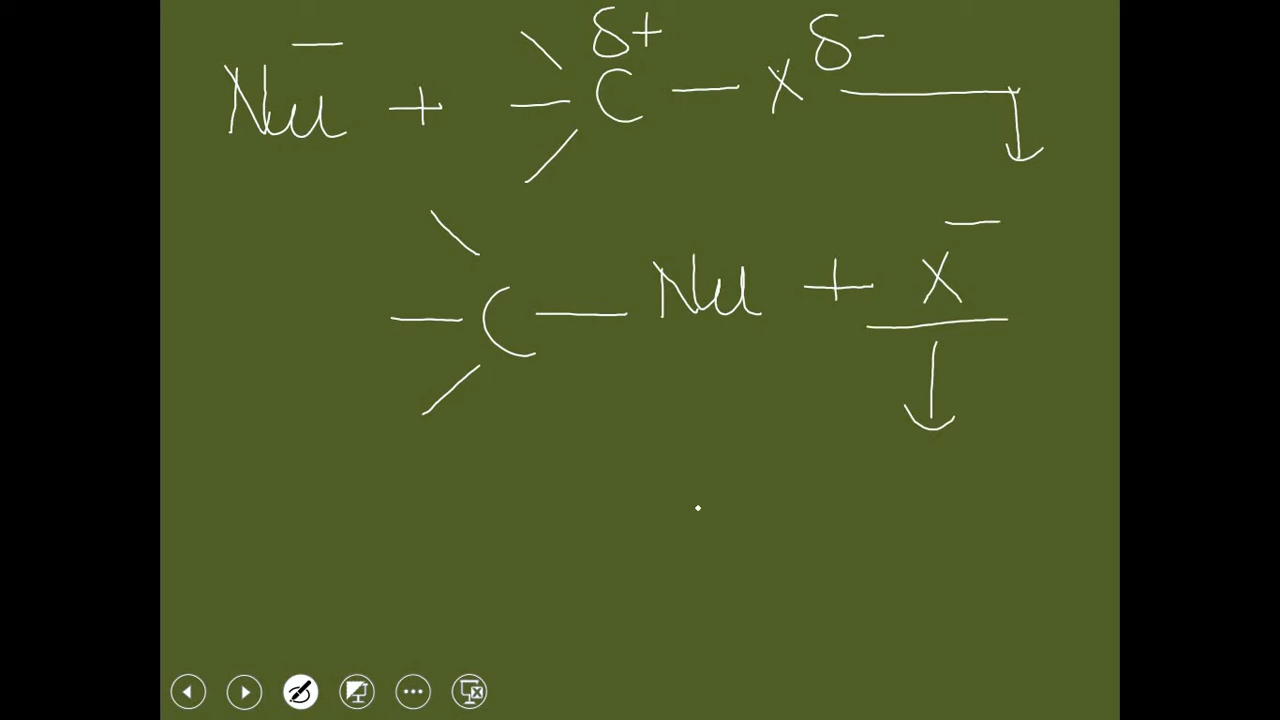 Nu⁻ + C^δ+ — X^δ−
C — Nu + X⁻